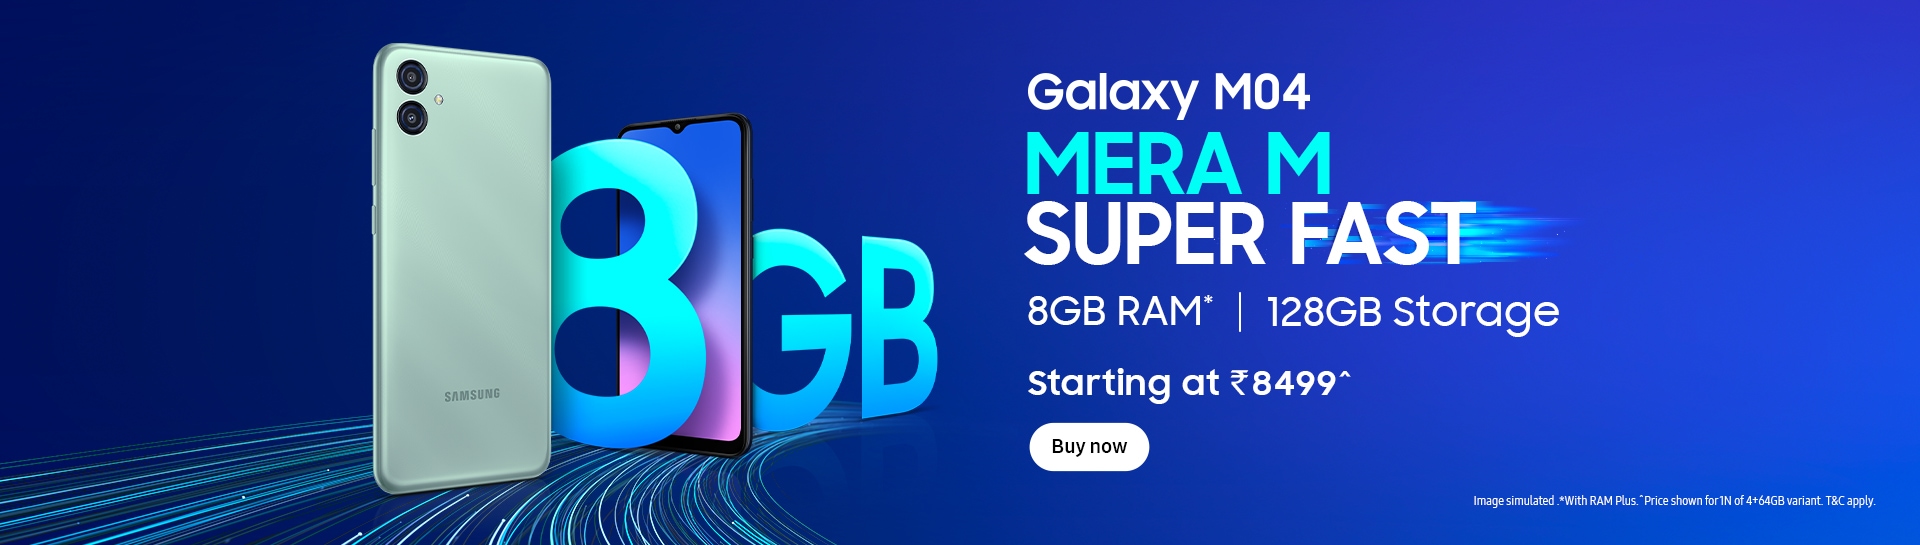 SAMSUNG
8GB
Galaxy M04
MERA M
SUPER FAST
8GB RAM* | 128GB Storage
Starting at ₹8499^
Buy now
Image simulated .*With RAM Plus.^Price shown for 1N of 4+64GB variant. T&C apply.